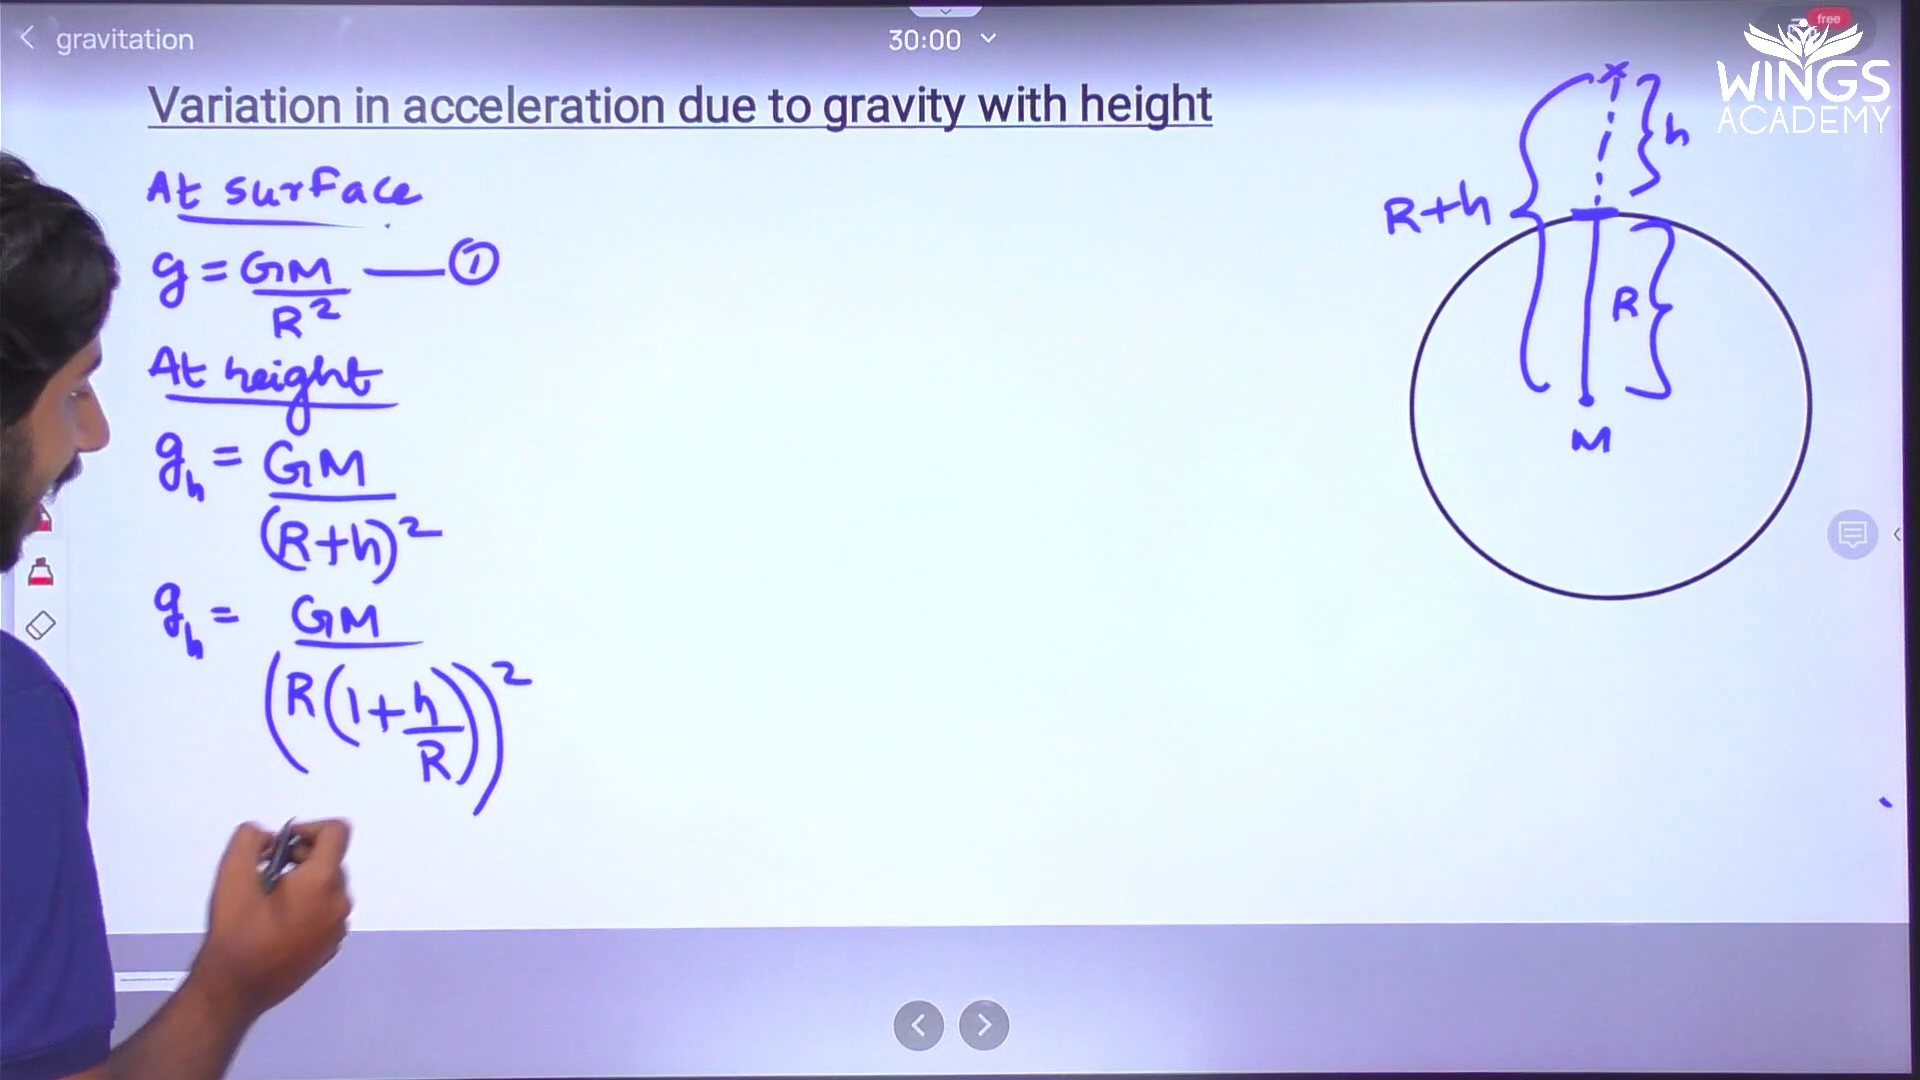 gravitation
30:00
free
WINGS
ACADEMY
Variation in acceleration due to gravity with height
At surface
g = GM/R² —— ①
At height
g_h = GM/(R+h)²
g_h = GM/(R(1+h/R))²
h
R+h
R
M